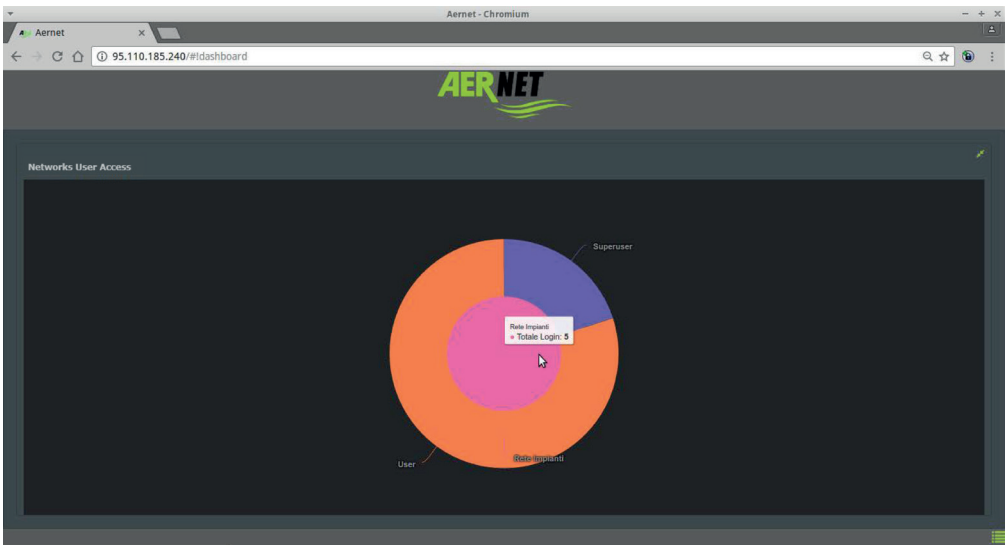 Aernet - Chromium
Aernet
95.110.185.240/#!dashboard
AERNET
Networks User Access
Superuser
Rete Impianti
Totale Login: 5
User
Rete Impianti